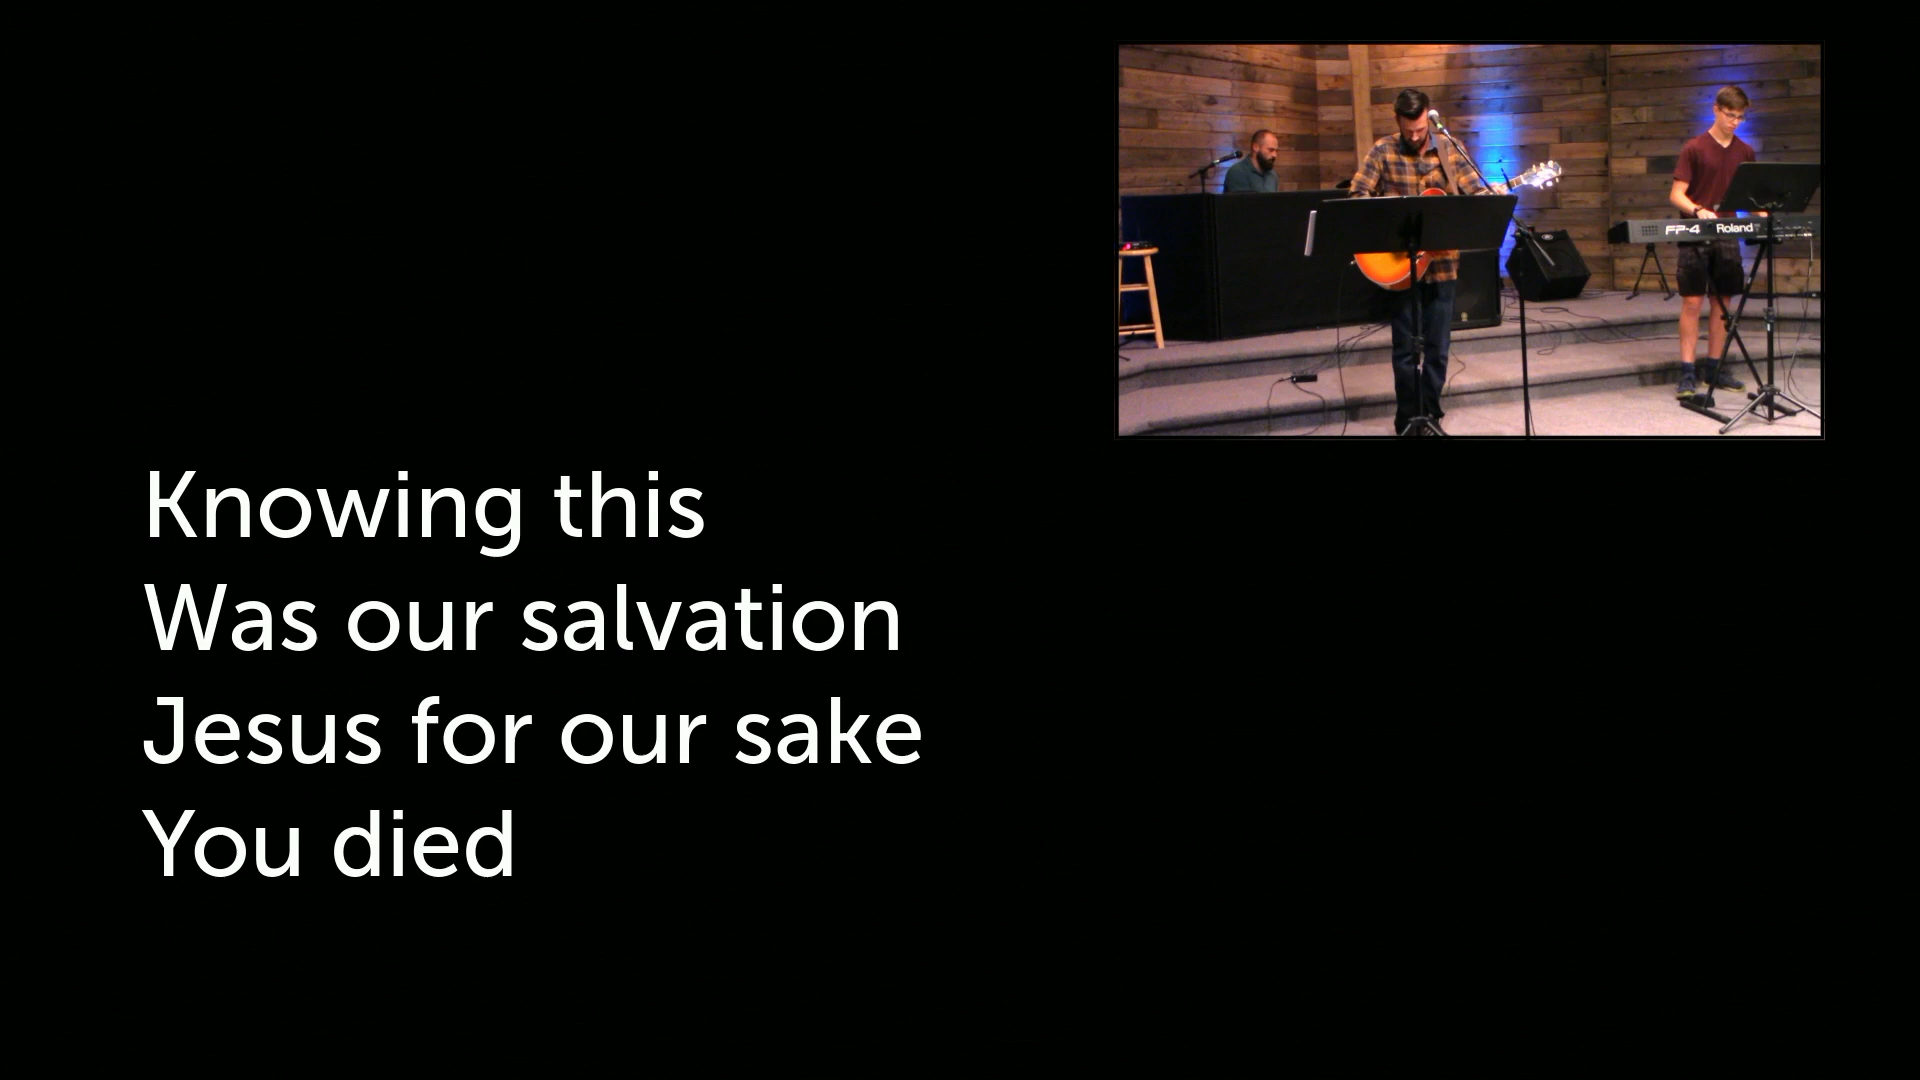 FP-4 Roland
Knowing this
Was our salvation
Jesus for our sake
You died